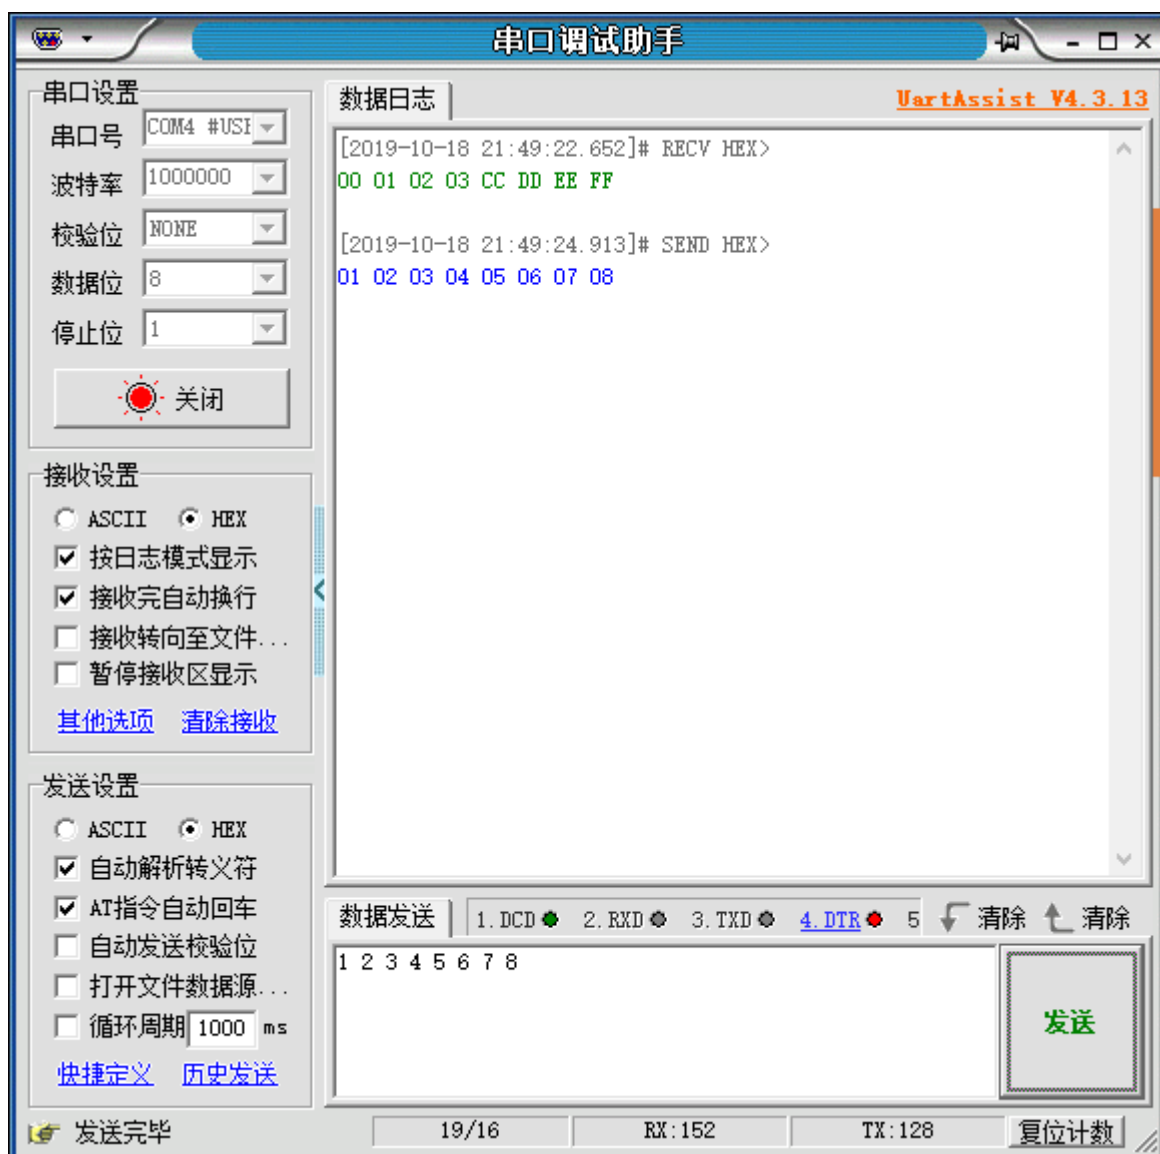 串口调试助手
串口设置
串口号 COM4 #USI
波特率 1000000
校验位 NONE
数据位 8
停止位 1
关闭
接收设置
ASCII HEX
按日志模式显示
接收完自动换行
接收转向至文件...
暂停接收区显示
其他选项 清除接收
发送设置
ASCII HEX
自动解析转义符
AT指令自动回车
自动发送校验位
打开文件数据源...
循环周期 1000 ms
快捷定义 历史发送
数据日志 UartAssist V4.3.13
[2019-10-18 21:49:22.652]# RECV HEX>
00 01 02 03 CC DD EE FF
[2019-10-18 21:49:24.913]# SEND HEX>
01 02 03 04 05 06 07 08
数据发送 1.DCD 2.RXD 3.TXD 4.DTR 5 清除 清除
1 2 3 4 5 6 7 8
发送
发送完毕 19/16 RX:152 TX:128 复位计数